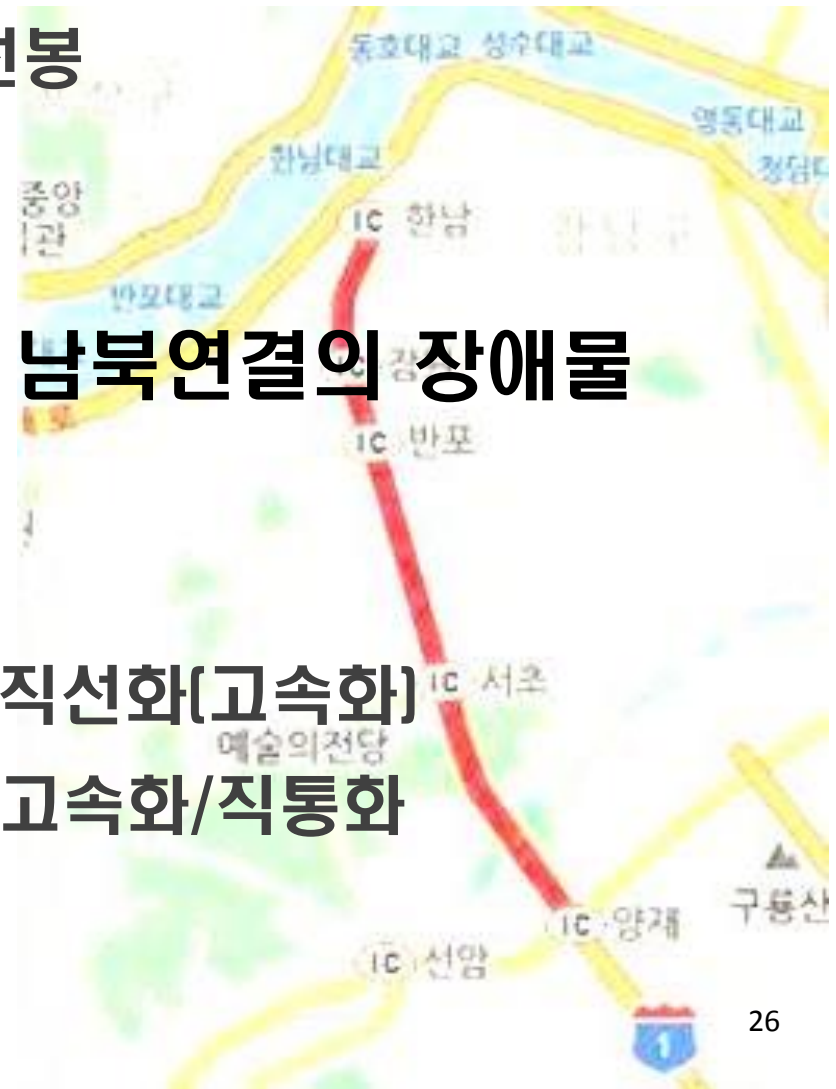 선봉
동호대교 성수대교
영동대교
한남대교
중앙
IC 한남
반포대교
남북연결의 장애물
IC
IC 반포
직선화(고속화)
IC 서초
예술의전당
고속화/직통화
구룡산
IC 양재
IC 선암
26
1